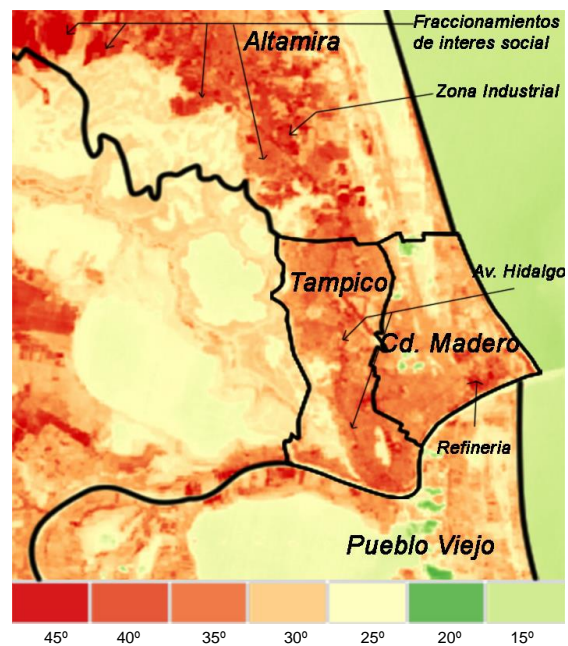 Fraccionamientos
de interes social
Altamira
Zona Industrial
Av. Hidalgo
Tampico
Cd. Madero
Refineria
Pueblo Viejo
45º 40º 35º 30º 25º 20º 15º